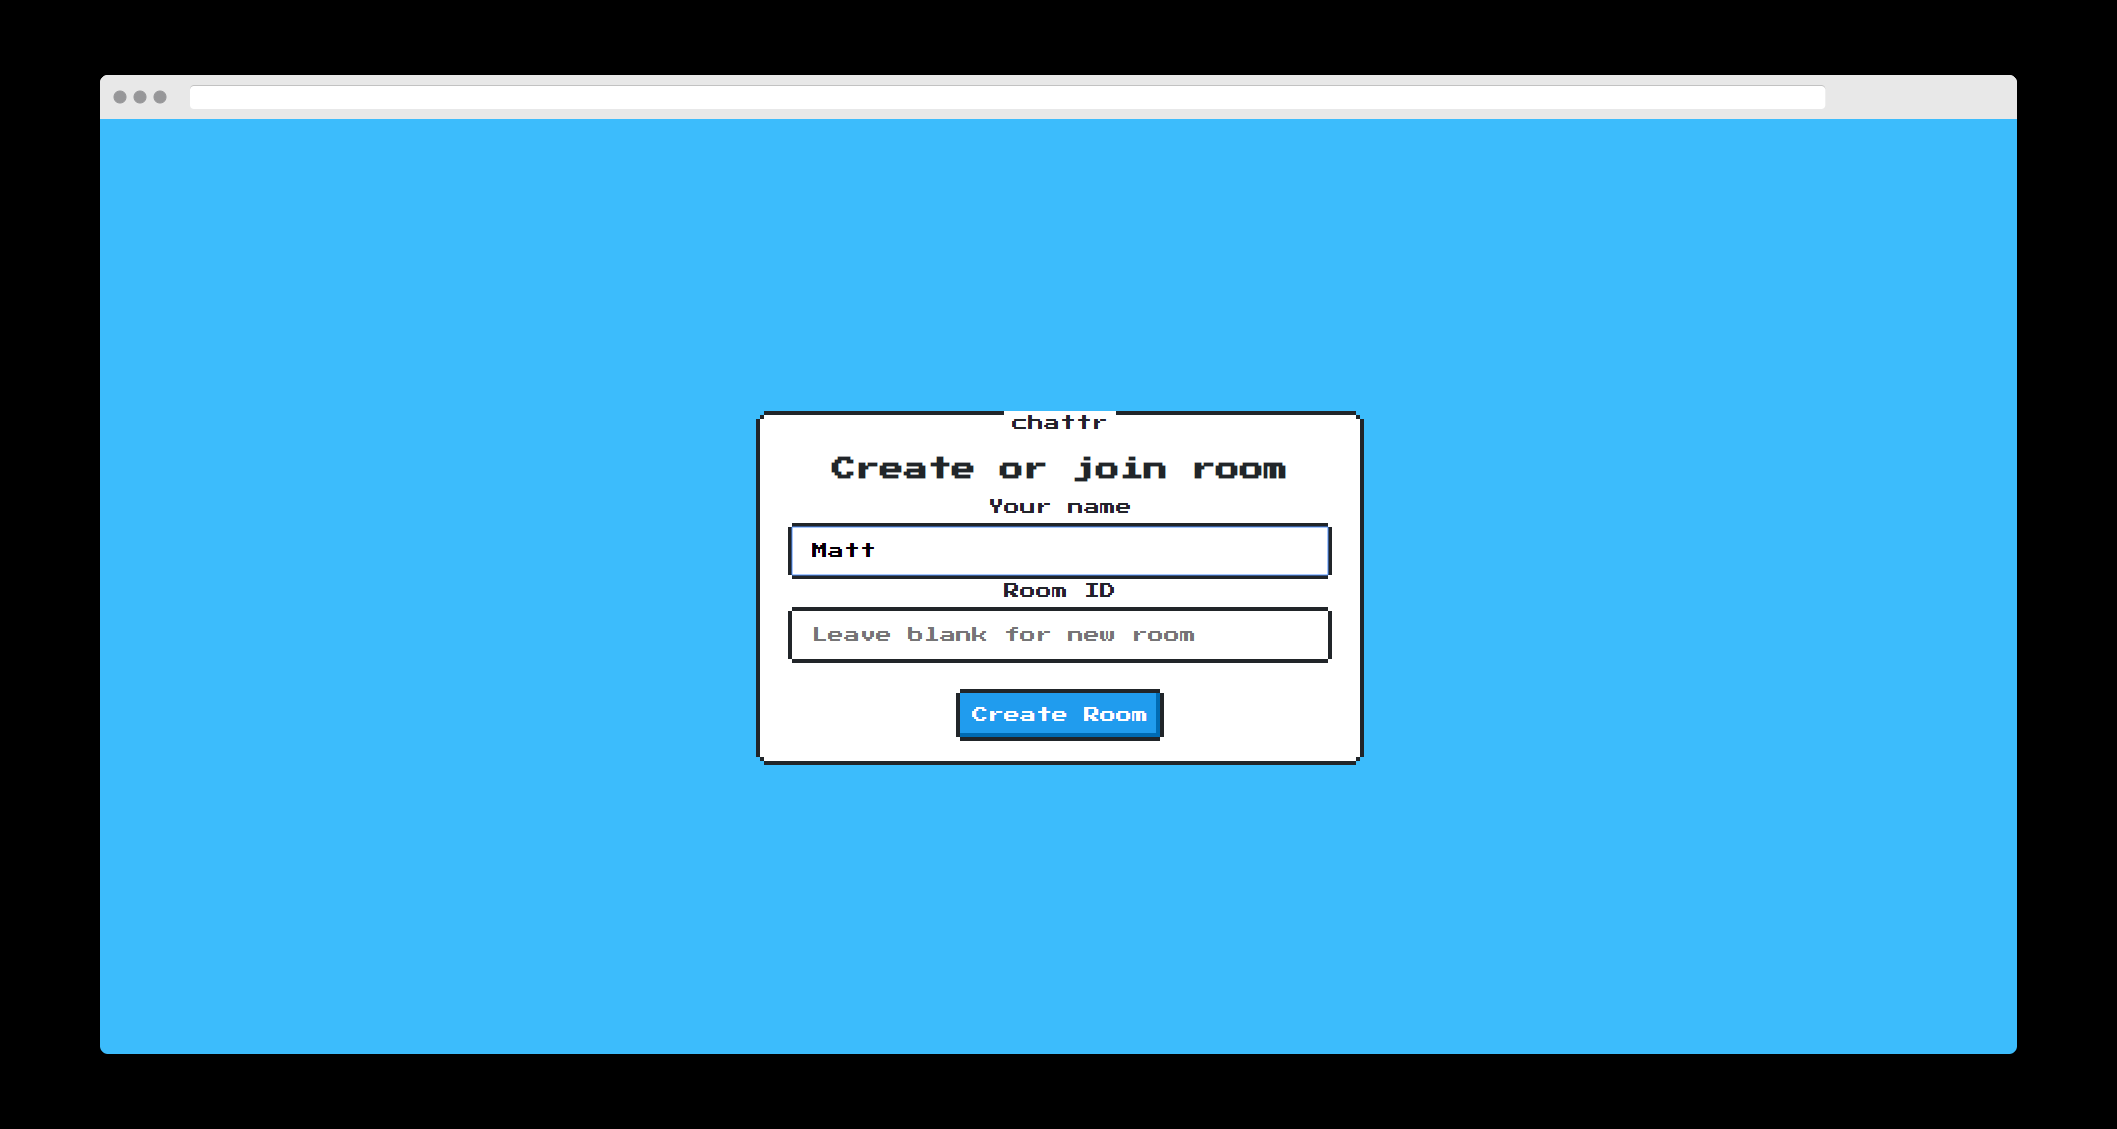 chattr
Create or join room
Your name
Matt
Room ID
Leave blank for new room
Create Room